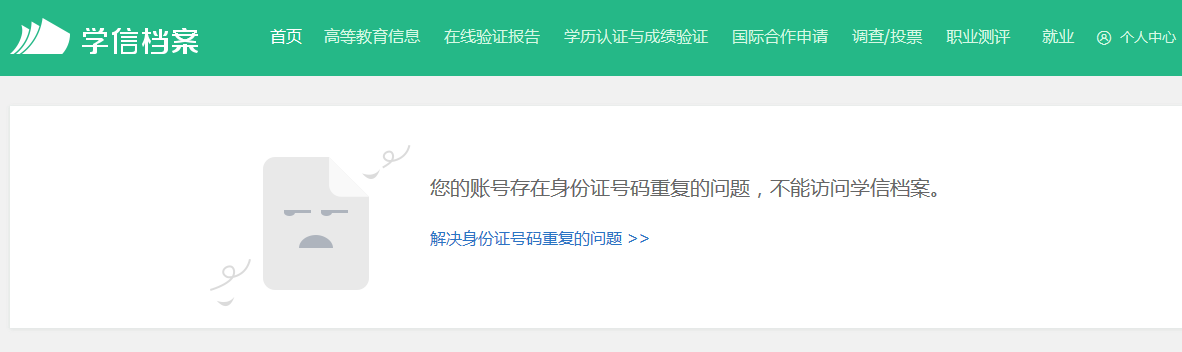 学信档案 首页 高等教育信息 在线验证报告 学历认证与成绩验证 国际合作申请 调查/投票 职业测评 就业 个人中心
您的账号存在身份证号码重复的问题，不能访问学信档案。
解决身份证号码重复的问题 >>